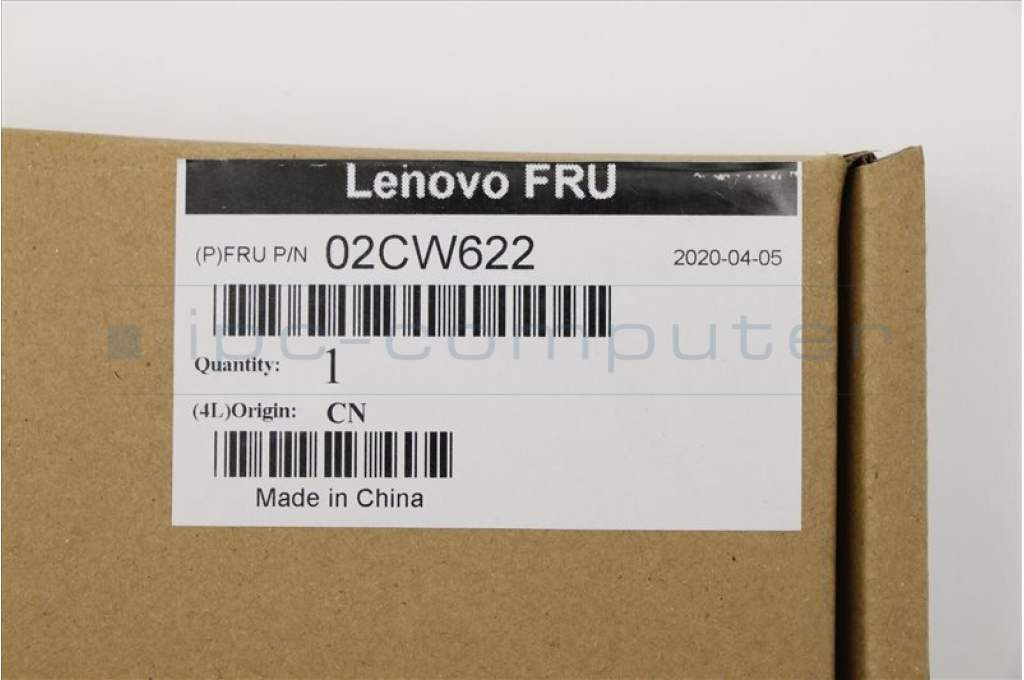 Lenovo FRU
(P)FRU P/N 02CW622 2020-04-05
ipc-computer
Quantity: 1
(4L)Origin: CN
Made in China